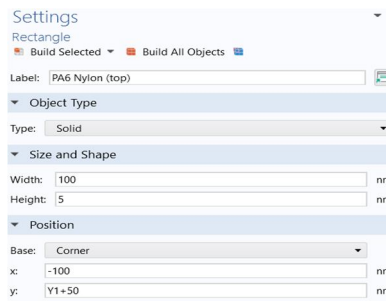 Settings
Rectangle
Build Selected Build All Objects
Label: PA6 Nylon (top)
Object Type
Type: Solid
Size and Shape
Width: 100
Height: 5
Position
Base: Corner
x: -100
y: Y1+50